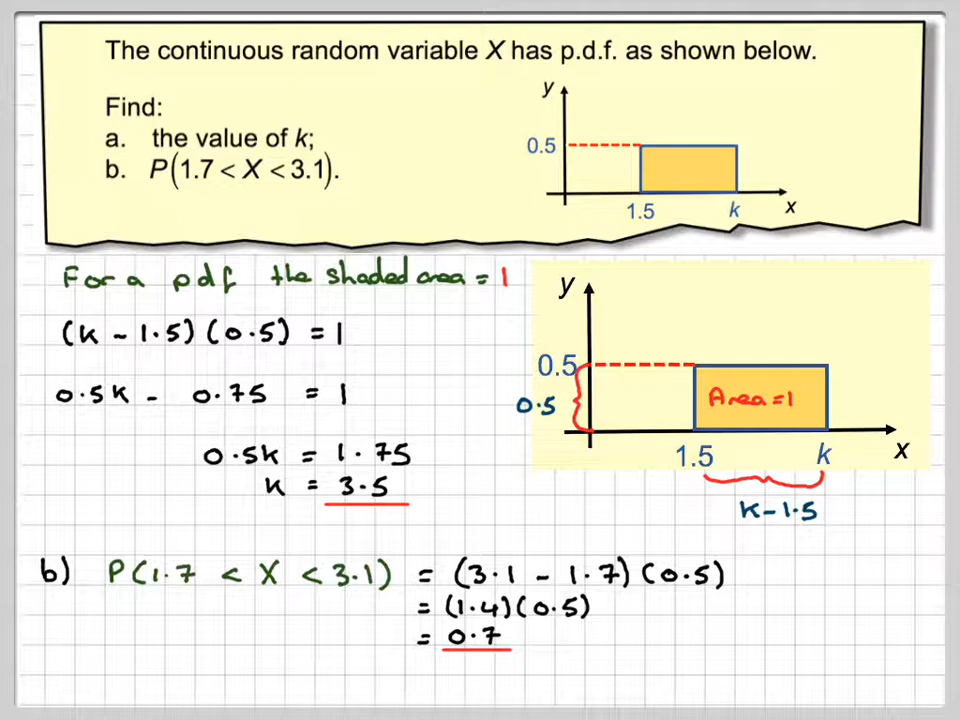 The continuous random variable X has p.d.f. as shown below.
Find:
a. the value of k;
b. P(1.7 < X < 3.1).
y
0.5
1.5
k
x
For a pdf the shaded area = 1
(k - 1.5)(0.5) = 1
0.5k - 0.75 = 1
0.5k = 1.75
k = 3.5
y
0.5
0.5
Area=1
1.5
k
x
k-1.5
b) P(1.7 < X < 3.1) = (3.1 - 1.7)(0.5)
= (1.4)(0.5)
= 0.7